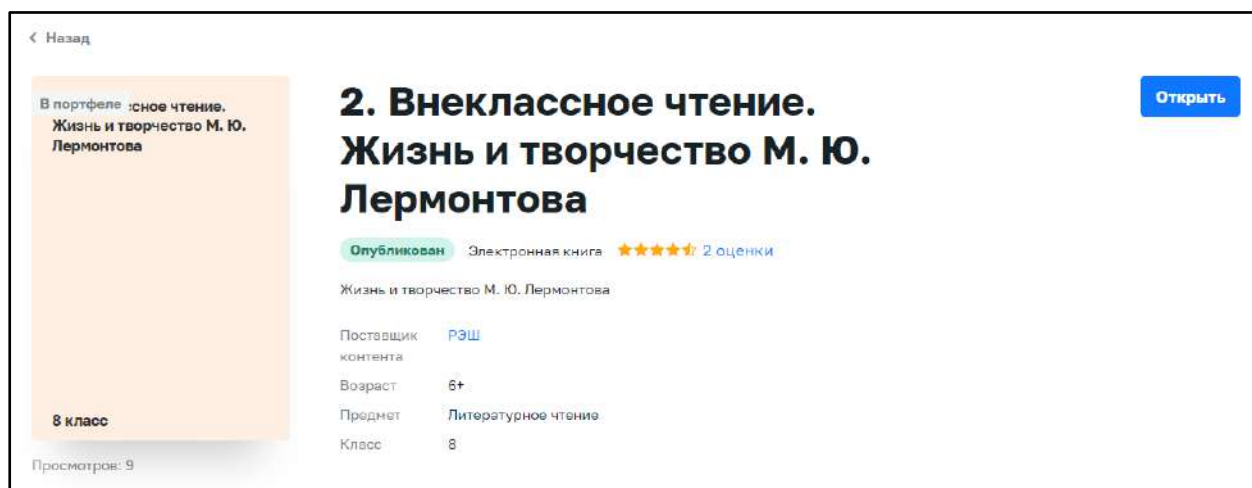 Назад
В портфеле сное чтение.
Жизнь и творчество М. Ю.
Лермонтова
8 класс
Просмотров: 9
2. Внеклассное чтение.
Жизнь и творчество М. Ю.
Лермонтова
Опубликован Электронная книга 2 оценки
Жизнь и творчество М. Ю. Лермонтова
Поставщик РЭШ
контента
Возраст 6+
Предмет Литературное чтение
Класс 8
Открыть